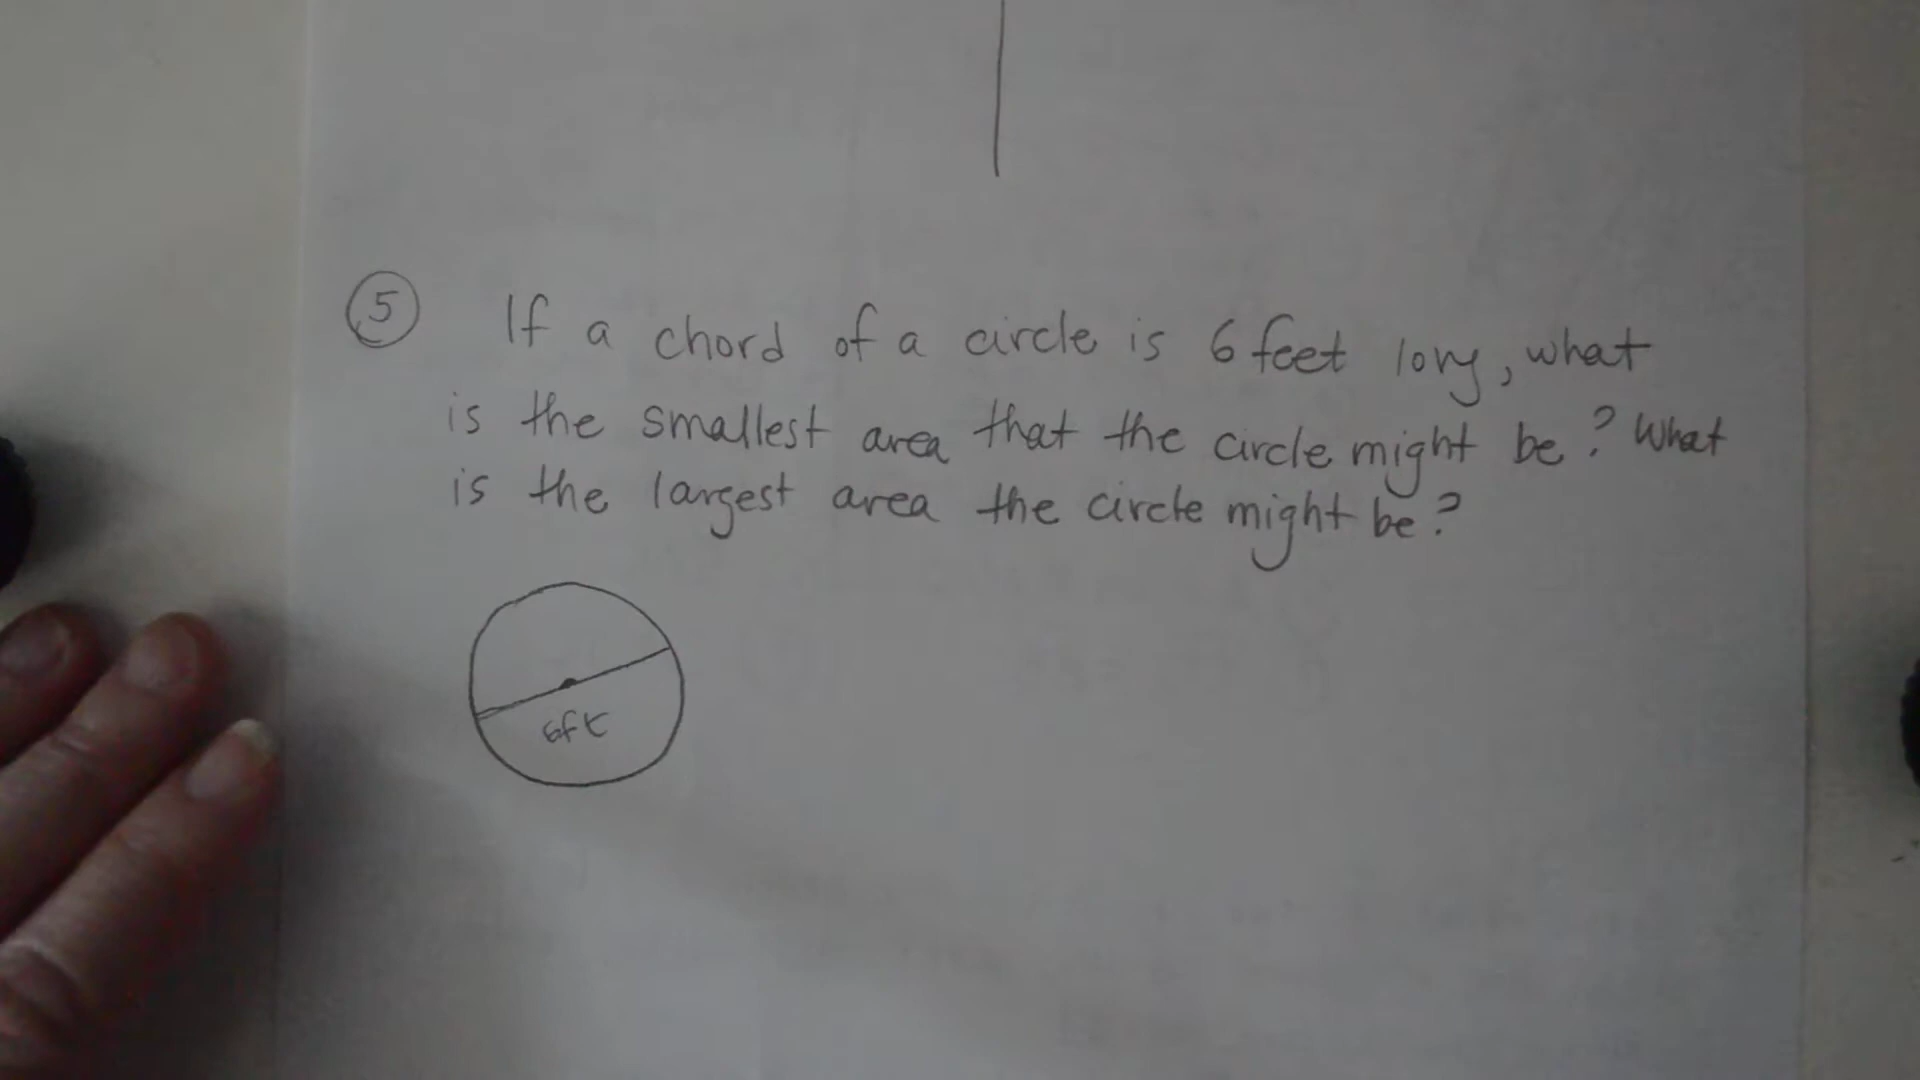 5 If a chord of a circle is 6 feet long, what
is the smallest area that the circle might be? What
is the largest area the circle might be?
6ft